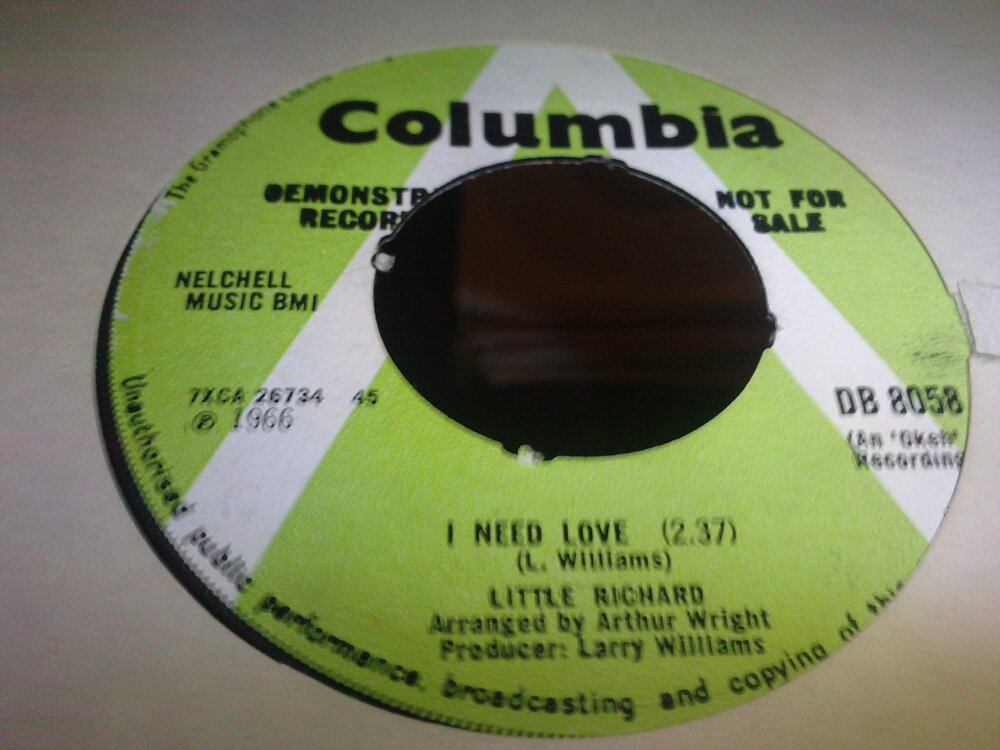 Columbia
DEMONSTR
RECOR
NOT FOR
SALE
The Gramophone
NELCHELL
MUSIC BMI
7XCA 26734 45
℗ 1966
DB 8058
(An 'Okeh'
Recording
I NEED LOVE (2.37)
(L. Williams)
LITTLE RICHARD
Arranged by Arthur Wright
Producer: Larry Williams
Unauthorised public performance, broadcasting and copying of this